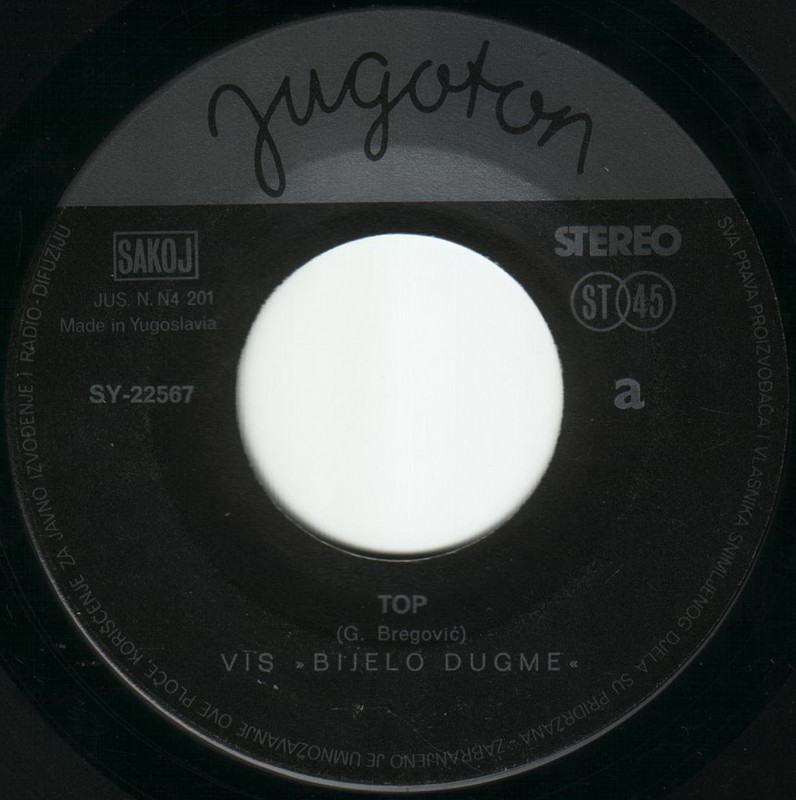 jugoton
SAKOJ
JUS. N. N4 201
Made in Yugoslavia
STEREO
ST 45
SY-22567
a
TOP
(G. Bregović)
VIS »BIJELO DUGME«
SVA PRAVA PROIZVOĐAČA I VLASNIKA SNIMLJENOG DJELA SU PRIDRŽANA - ZABRANJENO JE UMNOŽAVANJE OVE PLOČE, KORIŠĆENJE ZA JAVNO IZVOĐENJE I RADIO-DIFUZIJU